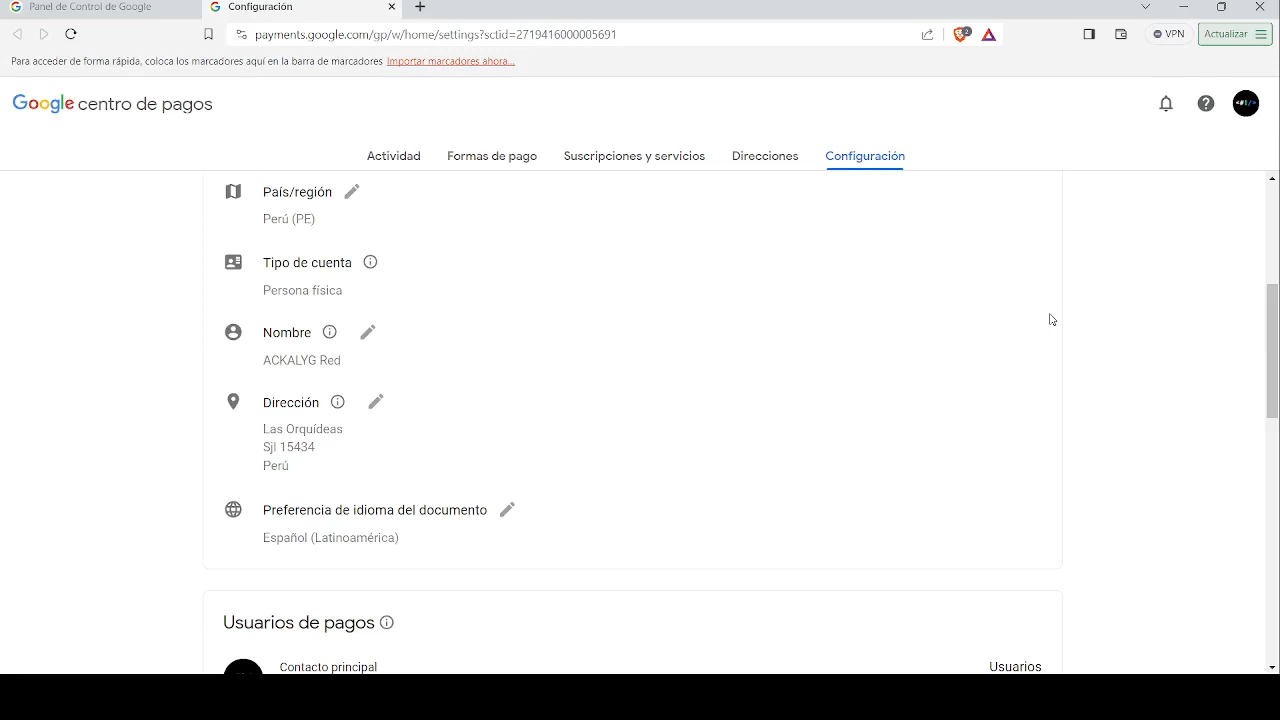 Panel de Control de Google
Configuración
payments.google.com/gp/w/home/settings?sctid=2719416000005691
2
VPN
Actualizar
Para acceder de forma rápida, coloca los marcadores aquí en la barra de marcadores Importar marcadores ahora...
Google centro de pagos
Actividad
Formas de pago
Suscripciones y servicios
Direcciones
Configuración
País/región
Perú (PE)
Tipo de cuenta
Persona física
Nombre
ACKALYG Red
Dirección
Las Orquídeas
Sjl 15434
Perú
Preferencia de idioma del documento
Español (Latinoamérica)
Usuarios de pagos
Contacto principal
Usuarios